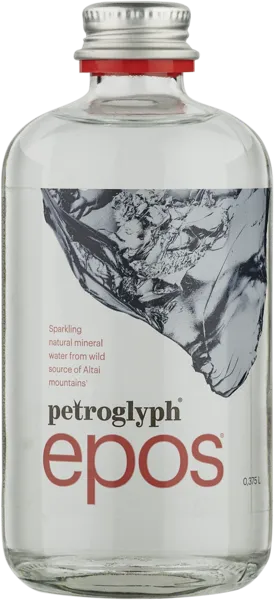 Sparkling
natural mineral
water from wild
source of Altai
mountains'
petroglyph®
epos®
0,375 L